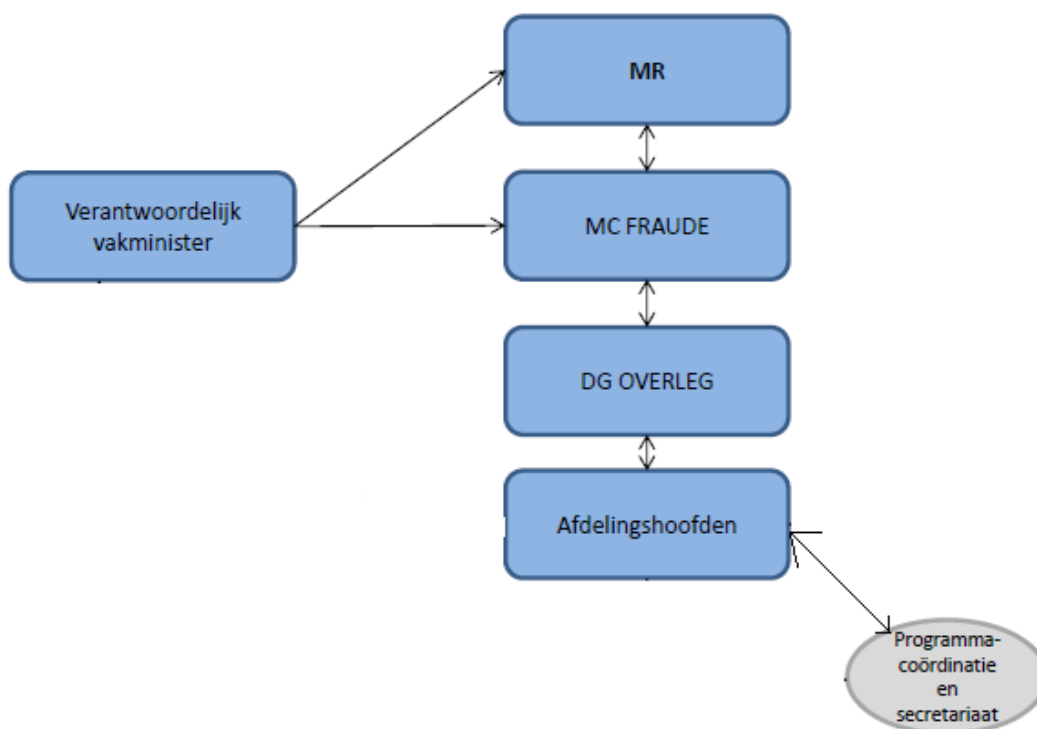 MR
Verantwoordelijk
vakminister
MC FRAUDE
DG OVERLEG
Afdelingshoofden
Programma-
coördinatie
en
secretariaat